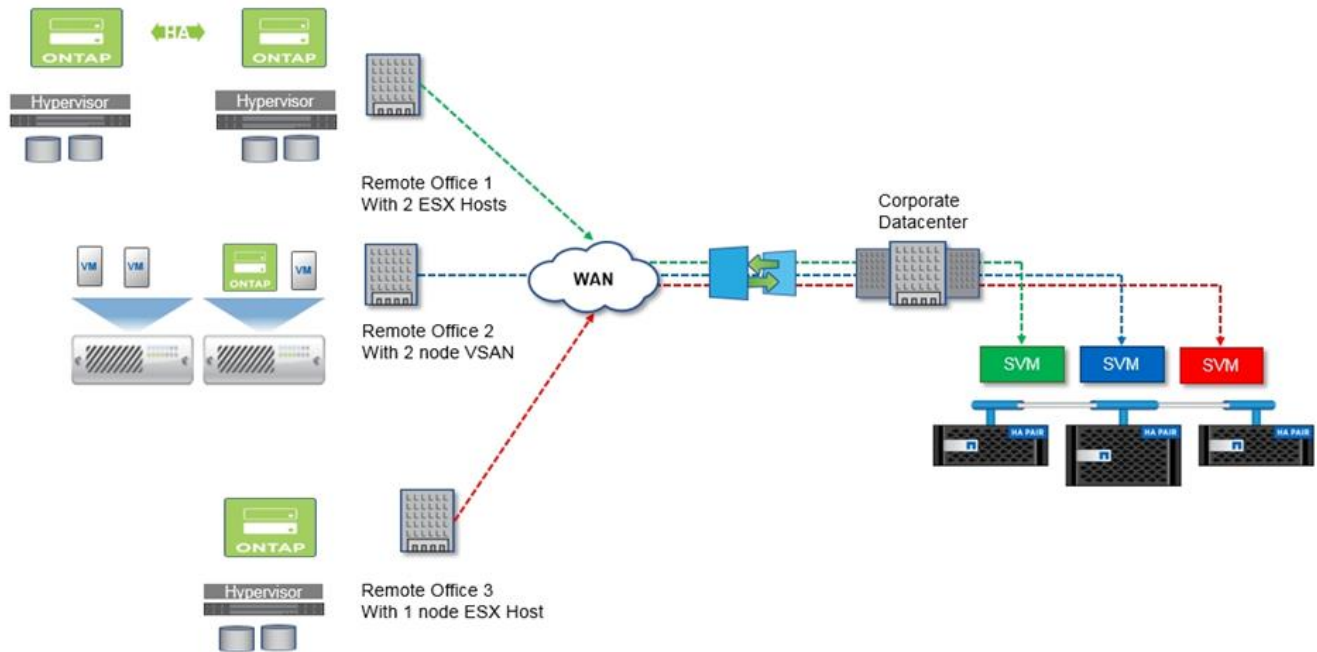 HA
ONTAP
ONTAP
Hypervisor
Hypervisor
Remote Office 1
With 2 ESX Hosts
VM
VM
ONTAP
VM
Remote Office 2
With 2 node VSAN
WAN
Corporate
Datacenter
SVM
SVM
SVM
HA PAIR
HA PAIR
HA PAIR
ONTAP
Hypervisor
Remote Office 3
With 1 node ESX Host